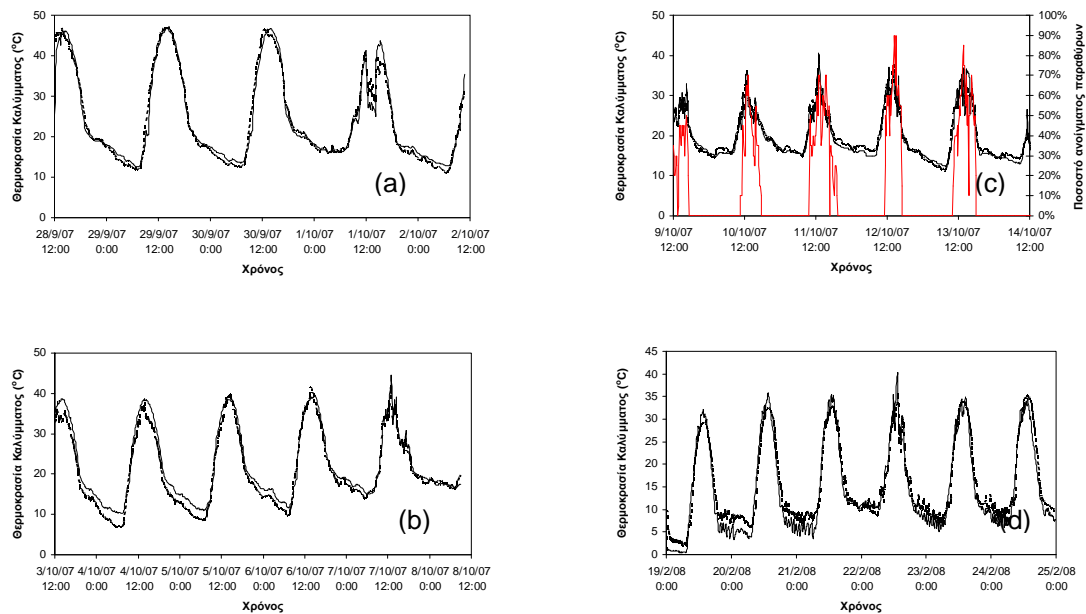 50
40
30
20
10
0
Θερμοκρασία Καλύμματος (°C)
(a)
28/9/07 29/9/07 29/9/07 30/9/07 30/9/07 1/10/07 1/10/07 2/10/07 2/10/07
12:00 0:00 12:00 0:00 12:00 0:00 12:00 0:00 12:00
Χρόνος
50
40
30
20
10
0
Θερμοκρασία Καλύμματος (°C)
100%
90%
80%
70%
60%
50%
40%
30%
20%
10%
0%
Ποσοστό ανοίγματος παραθύρων
(c)
9/10/07 10/10/07 11/10/07 12/10/07 13/10/07 14/10/07
12:00 12:00 12:00 12:00 12:00 12:00
Χρόνος
50
40
30
20
10
0
Θερμοκρασία Καλύμματος (°C)
(b)
3/10/07 4/10/07 4/10/07 5/10/07 5/10/07 6/10/07 6/10/07 7/10/07 7/10/07 8/10/07 8/10/07
12:00 0:00 12:00 0:00 12:00 0:00 12:00 0:00 12:00 0:00 12:00
Χρόνος
45
40
35
30
25
20
15
10
5
0
Θερμοκρασία Καλύμματος (°C)
(d)
19/2/08 20/2/08 21/2/08 22/2/08 23/2/08 24/2/08 25/2/08
0:00 0:00 0:00 0:00 0:00 0:00 0:00
Χρόνος